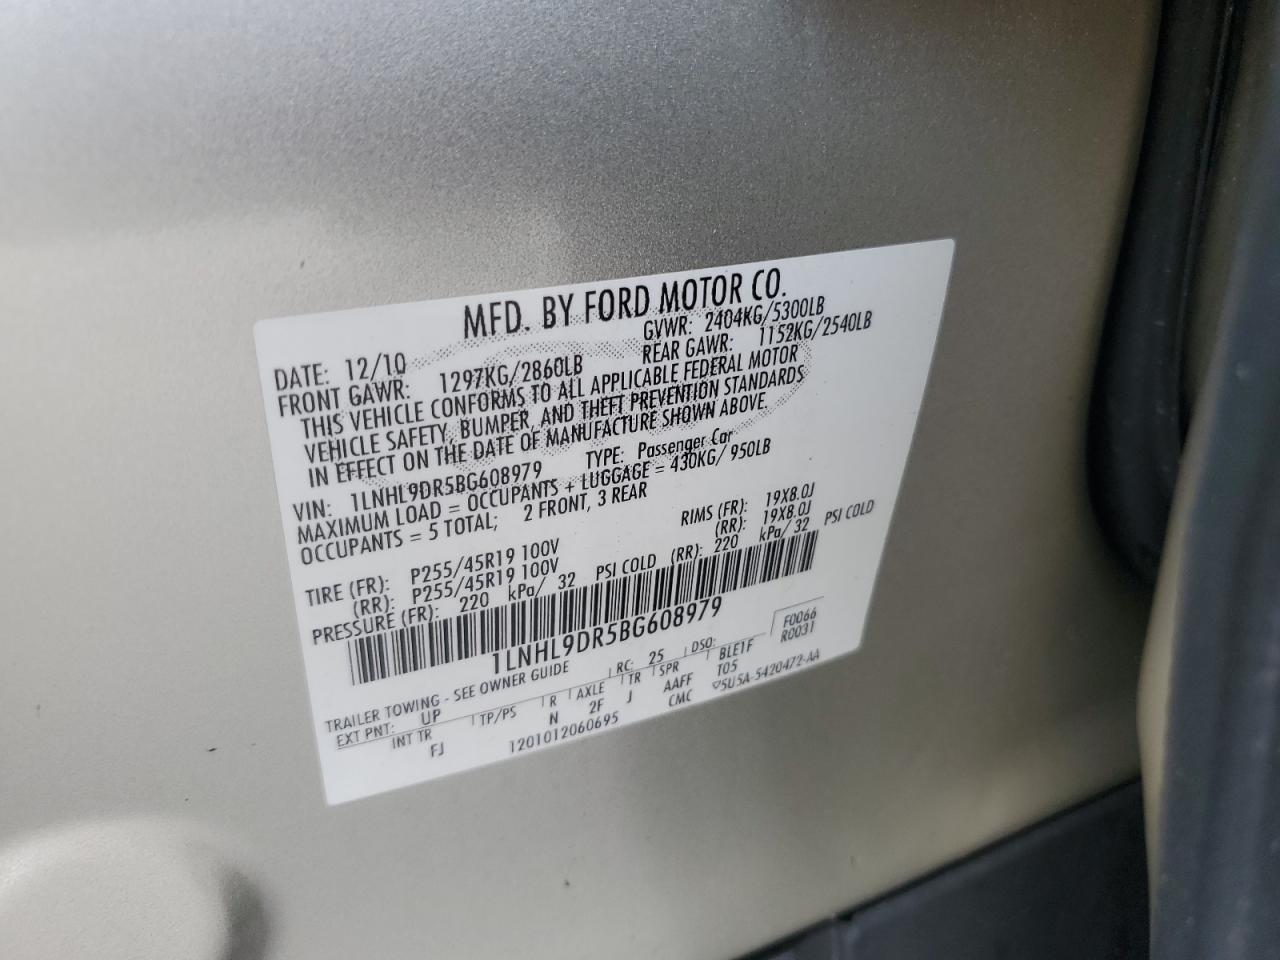 MFD. BY FORD MOTOR CO.
DATE: 12/10 GVWR: 2404KG/5300LB
FRONT GAWR: 1297KG/2860LB REAR GAWR: 1152KG/2540LB
THIS VEHICLE CONFORMS TO ALL APPLICABLE FEDERAL MOTOR
VEHICLE SAFETY, BUMPER, AND THEFT PREVENTION STANDARDS
IN EFFECT ON THE DATE OF MANUFACTURE SHOWN ABOVE.
VIN: 1LNHL9DR5BG608979 TYPE: Passenger Car
MAXIMUM LOAD = OCCUPANTS + LUGGAGE = 430KG/950LB
OCCUPANTS = 5 TOTAL; 2 FRONT, 3 REAR
TIRE (FR): P255/45R19 100V RIMS (FR): 19X8.0J
(RR): P255/45R19 100V (RR): 19X8.0J
PRESSURE (FR): 220 kPa/ 32 PSI COLD (RR): 220 kPa/ 32 PSI COLD
1LNHL9DR5BG608979
F0066
R0031
TRAILER TOWING - SEE OWNER GUIDE RC: 25 DSO:
EXT PNT: UP TP/PS R AXLE TR SPR BLETF
INT TR N 2F J AAFF T05
FJ 1201012060695 CMC ▽5U5A-5420472-AA